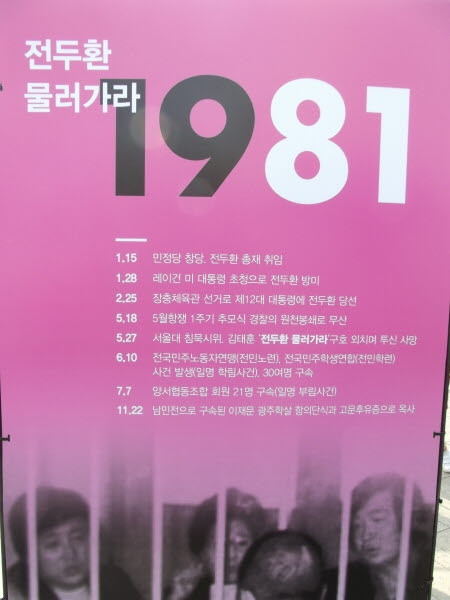 전두환
물러가라
1981
1.15 민정당 창당, 전두환 총재 취임
1.28 레이건 미 대통령 초청으로 전두환 방미
2.25 장충체육관 선거로 제12대 대통령에 전두환 당선
5.18 5월항쟁 1주기 추모식 경찰의 원천봉쇄로 무산
5.27 서울대 침묵시위, 김태훈 '전두환 물러가라'구호 외치며 투신 사망
6.10 전국민주노동자연맹(전민노련), 전국민주학생연합(전민학련)
사건 발생(일명 학림사건), 30여명 구속
7.7 양서협동조합 회원 21명 구속(일명 부림사건)
11.22 남민전으로 구속된 이재문 광주학살 항의단식과 고문후유증으로 옥사